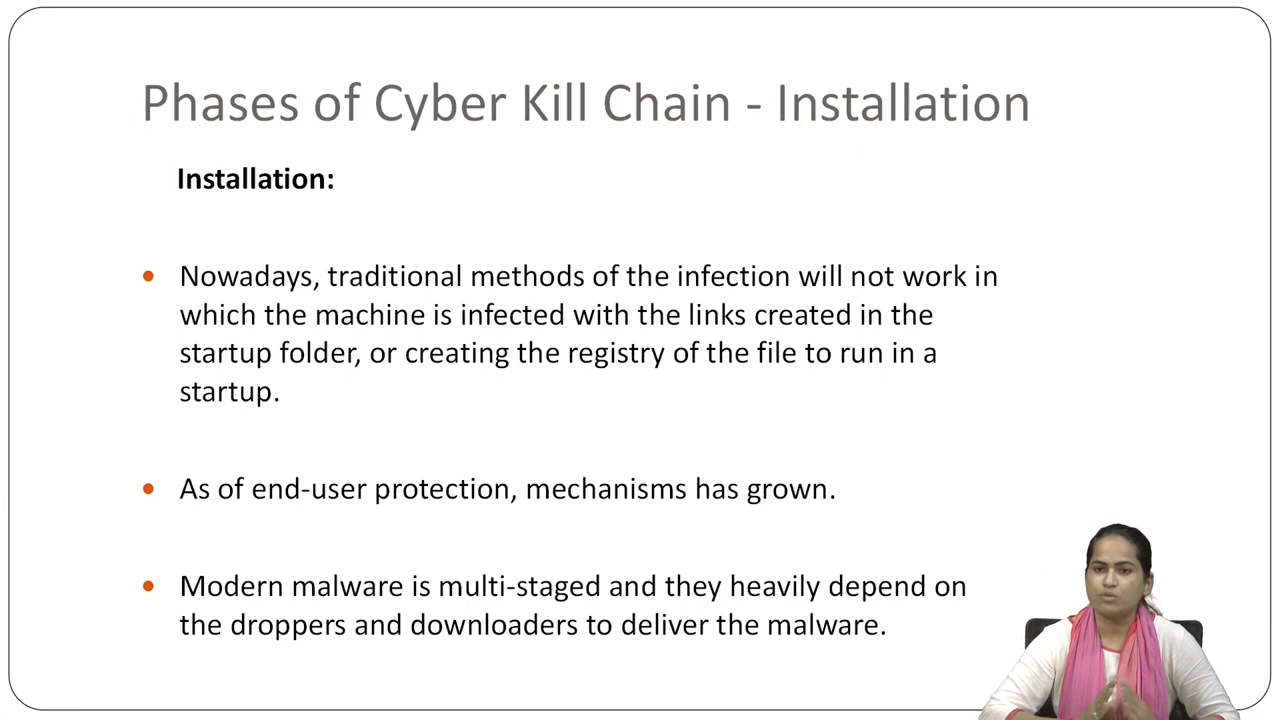 Phases of Cyber Kill Chain - Installation
Installation:
Nowadays, traditional methods of the infection will not work in
which the machine is infected with the links created in the
startup folder, or creating the registry of the file to run in a
startup.
As of end-user protection, mechanisms has grown.
Modern malware is multi-staged and they heavily depend on
the droppers and downloaders to deliver the malware.